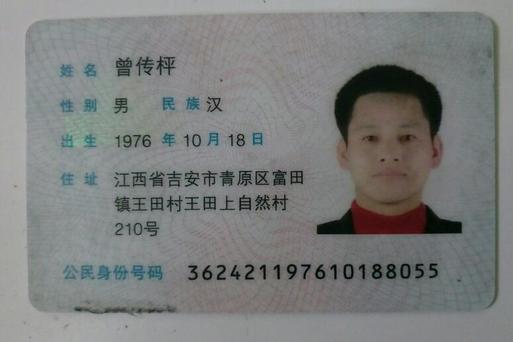 姓名 曾传枰
性别 男 民族 汉
出生 1976 年 10 月 18 日
住址 江西省吉安市青原区富田
镇王田村王田上自然村
210号
公民身份号码 362421197610188055